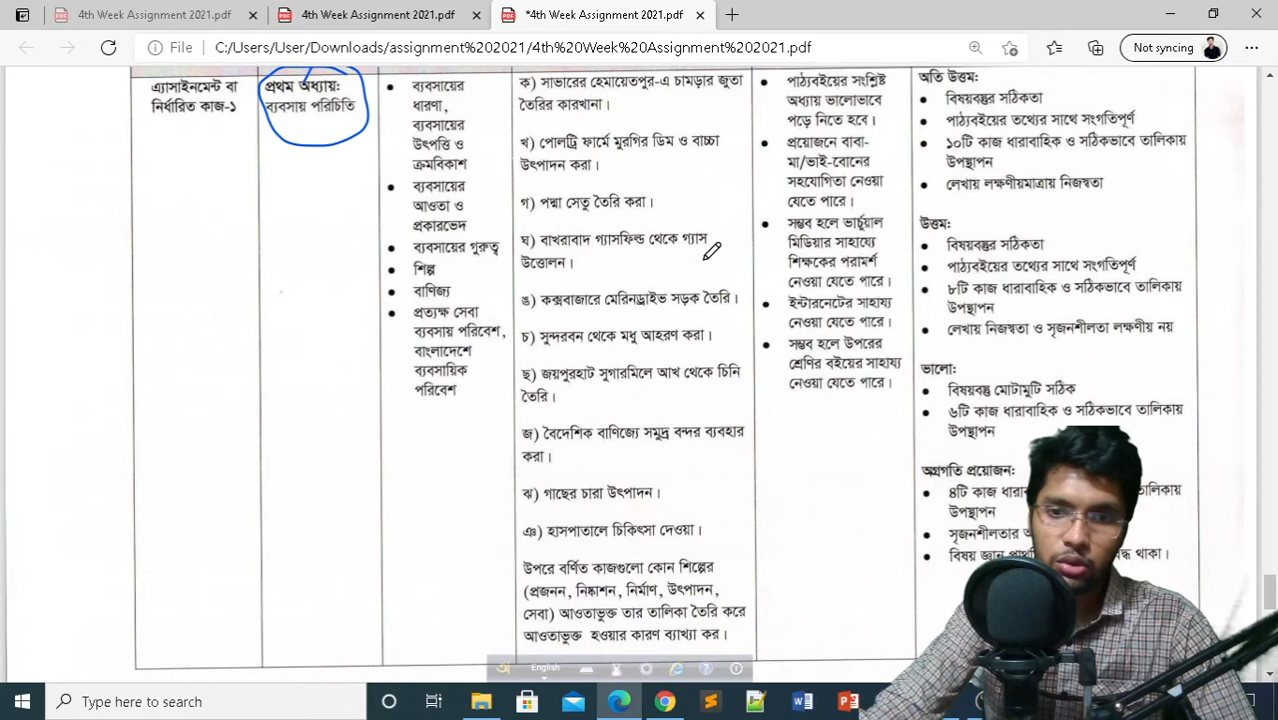 4th Week Assignment 2021.pdf
4th Week Assignment 2021.pdf
*4th Week Assignment 2021.pdf
File
C:/Users/User/Downloads/assignment%202021/4th%20Week%20Assignment%202021.pdf
Not syncing
এ্যাসাইনমেন্ট বা
নির্ধারিত কাজ-১
প্রথম অধ্যায়:
ব্যবসায় পরিচিতি
ব্যবসায়ের
ধারণা,
ব্যবসায়ের
উৎপত্তি ও
ক্রমবিকাশ
ব্যবসায়ের
আওতা ও
প্রকারভেদ
ব্যবসায়ের গুরুত্ব
শিল্প
বাণিজ্য
প্রত্যক্ষ সেবা
ব্যবসায় পরিবেশ,
বাংলাদেশে
ব্যবসায়িক
পরিবেশ
ক) সাভারের হেমায়েতপুর-এ চামড়ার জুতা
তৈরির কারখানা।
খ) পোলট্রি ফার্মে মুরগির ডিম ও বাচ্চা
উৎপাদন করা।
গ) পদ্মা সেতু তৈরি করা।
ঘ) বাখরাবাদ গ্যাসফিল্ড থেকে গ্যাস
উত্তোলন।
ঙ) কক্সবাজারে মেরিনড্রাইভ সড়ক তৈরি।
চ) সুন্দরবন থেকে মধু আহরণ করা।
ছ) জয়পুরহাট সুগারমিলে আখ থেকে চিনি
তৈরি।
জ) বৈদেশিক বাণিজ্যে সমুদ্র বন্দর ব্যবহার
করা।
ঝ) গাছের চারা উৎপাদন।
ঞ) হাসপাতালে চিকিৎসা দেওয়া।
উপরে বর্ণিত কাজগুলো কোন শিল্পের
(প্রজনন, নিষ্কাশন, নির্মাণ, উৎপাদন,
সেবা) আওতাভুক্ত তার তালিকা তৈরি করে
আওতাভুক্ত হওয়ার কারণ ব্যাখ্যা কর।
পাঠ্যবইয়ের সংশ্লিষ্ট
অধ্যায় ভালোভাবে
পড়ে নিতে হবে।
প্রয়োজনে বাবা-
মা/ভাই-বোনের
সহযোগিতা নেওয়া
যেতে পারে।
সম্ভব হলে ভার্চুয়াল
মিডিয়ার সাহায্যে
শিক্ষকের পরামর্শ
নেওয়া যেতে পারে।
ইন্টারনেটের সাহায্য
নেওয়া যেতে পারে।
সম্ভব হলে উপরের
শ্রেণির বইয়ের সাহায্য
নেওয়া যেতে পারে।
অতি উত্তম:
বিষয়বস্তুর সঠিকতা
পাঠ্যবইয়ের তথ্যের সাথে সংগতিপূর্ণ
১০টি কাজ ধারাবাহিক ও সঠিকভাবে তালিকায়
উপস্থাপন
লেখায় লক্ষণীয়মাত্রায় নিজস্বতা
উত্তম:
বিষয়বস্তুর সঠিকতা
পাঠ্যবইয়ের তথ্যের সাথে সংগতিপূর্ণ
৮টি কাজ ধারাবাহিক ও সঠিকভাবে তালিকায়
উপস্থাপন
লেখায় নিজস্বতা ও সৃজনশীলতা লক্ষণীয় নয়
ভালো:
বিষয়বস্তু মোটামুটি সঠিক
৬টি কাজ ধারাবাহিক ও সঠিকভাবে তালিকায়
উপস্থাপন
অগ্রগতি প্রয়োজন:
৪টি কাজ তালিকায়
উপস্থাপন
সৃজনশীলতার
বিষয় জ্ঞান থাকা।
English
Type here to search